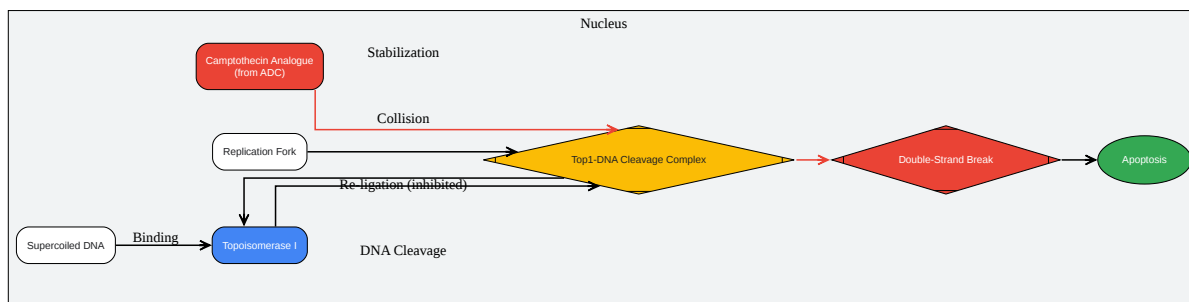 Nucleus
Stabilization
Camptothecin Analogue
(from ADC)
Collision
Replication Fork
Top1-DNA Cleavage Complex
Double-Strand Break
Apoptosis
Re-ligation (inhibited)
Supercoiled DNA
Binding
Topoisomerase I
DNA Cleavage